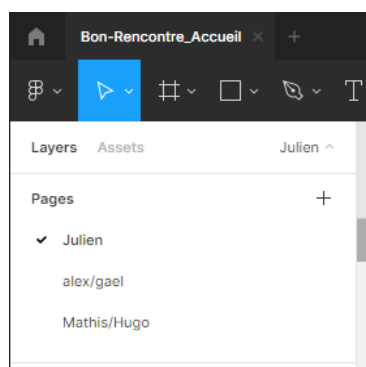 Bon-Rencontre_Accueil
T
Layers Assets Julien
Pages
Julien
alex/gael
Mathis/Hugo